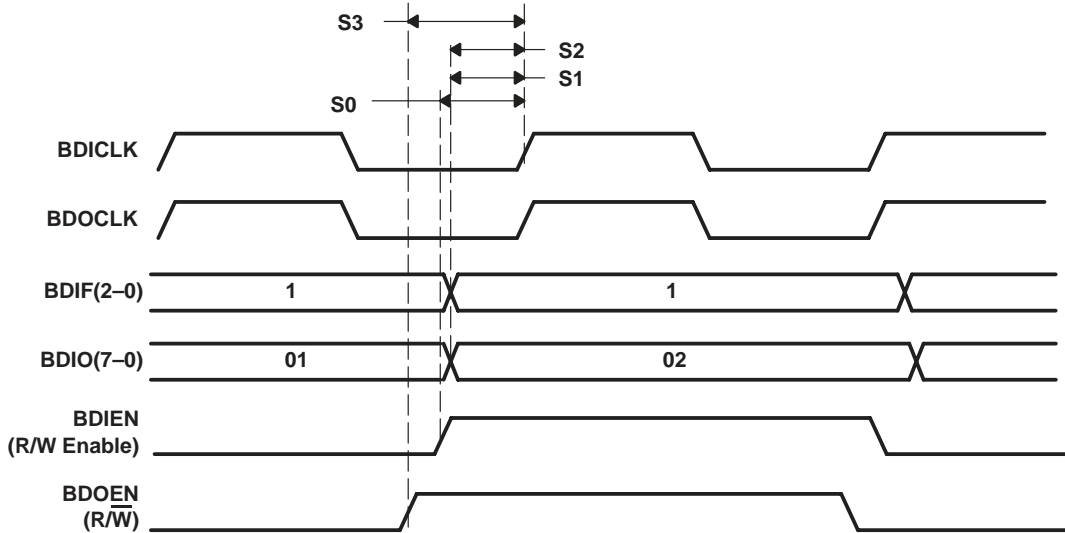 S3
S2
S1
S0
BDICLK
BDOCLK
BDIF(2–0)
1
1
BDIO(7–0)
01
02
BDIEN
(R/W Enable)
BDOEN
(R/W̅)